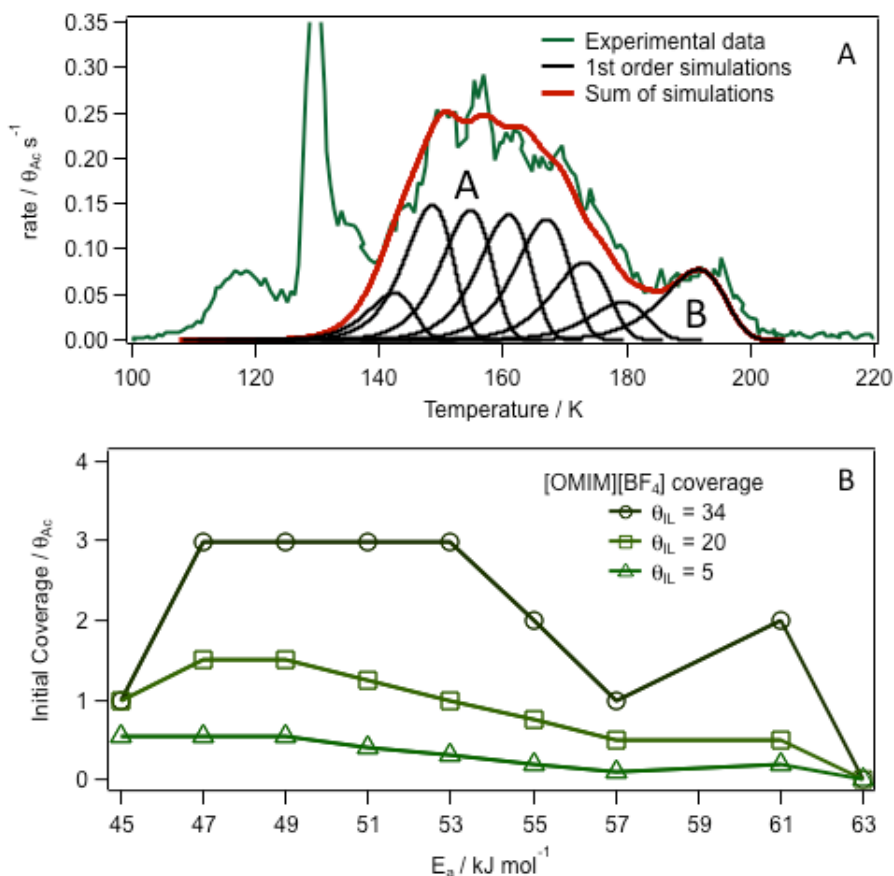 0.35
0.30
0.25
0.20
0.15
0.10
0.05
0.00
rate / θAc s⁻¹
Experimental data
1st order simulations
Sum of simulations
A
A
B
100 120 140 160 180 200 220
Temperature / K
4
3
2
1
0
Initial Coverage / θAc
[OMIM][BF₄] coverage
θIL = 34
θIL = 20
θIL = 5
B
45 47 49 51 53 55 57 59 61 63
Eₐ / kJ mol⁻¹